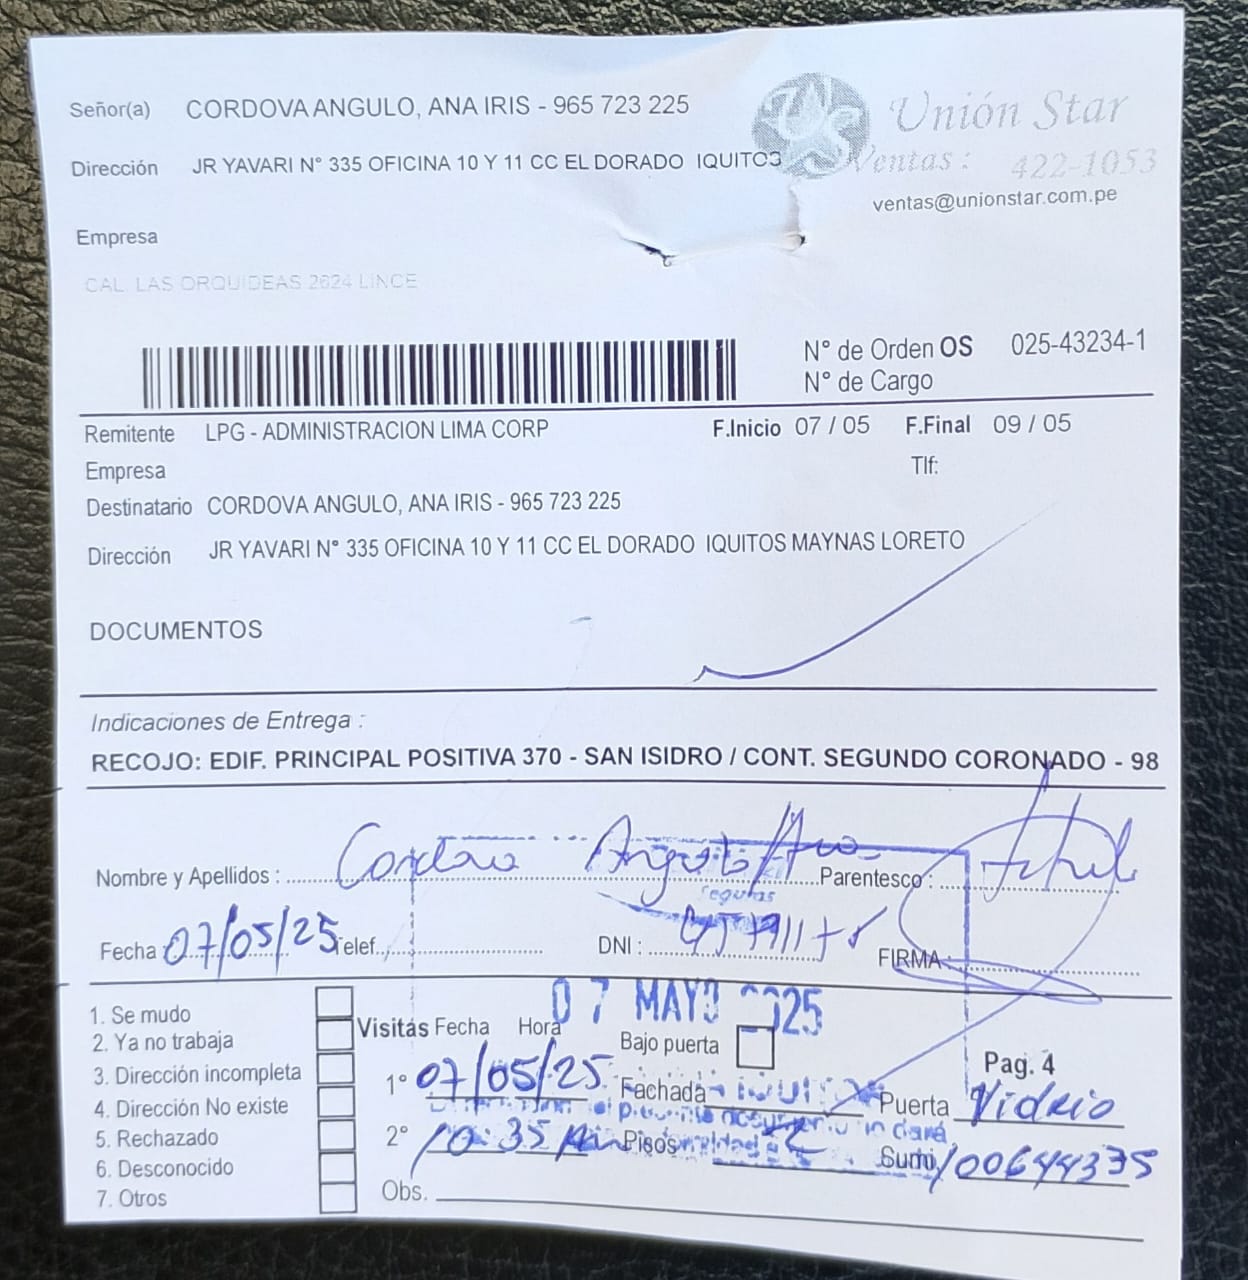 Señor(a) CORDOVA ANGULO, ANA IRIS - 965 723 225
Unión Star
Dirección JR YAVARI N° 335 OFICINA 10 Y 11 CC EL DORADO IQUITOS
Ventas : 422-1053
ventas@unionstar.com.pe
Empresa
CAL. LAS ORQUIDEAS 2624 LINCE
N° de Orden OS 025-43234-1
N° de Cargo
Remitente LPG - ADMINISTRACION LIMA CORP F.Inicio 07 / 05 F.Final 09 / 05
Empresa Tlf:
Destinatario CORDOVA ANGULO, ANA IRIS - 965 723 225
Dirección JR YAVARI N° 335 OFICINA 10 Y 11 CC EL DORADO IQUITOS MAYNAS LORETO
DOCUMENTOS
Indicaciones de Entrega :
RECOJO: EDIF. PRINCIPAL POSITIVA 370 - SAN ISIDRO / CONT. SEGUNDO CORONADO - 98
Nombre y Apellidos : Cordova Angulo Ana Parentesco :
Seguros
Fecha 07/05/25 Telef. DNI : FIRMA
07 MAYO 2025
1. Se mudo
2. Ya no trabaja
3. Dirección incompleta
4. Dirección No existe
5. Rechazado
6. Desconocido
7. Otros
Visitas Fecha Hora Bajo puerta
Pag. 4
1° 07/05/25 Fachada Puerta Vidrio
2° 10:35 Am Pisos 2 Sumi
Obs.